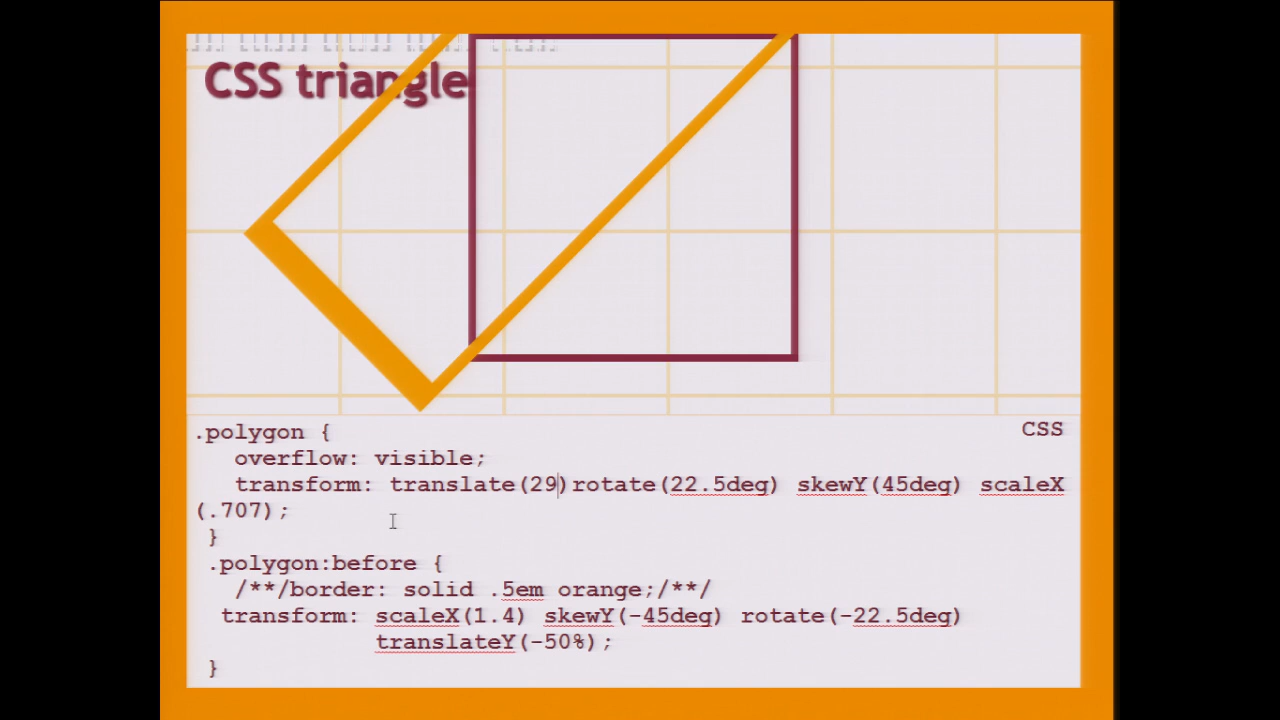 CSS triangle
.polygon {
CSS
overflow: visible;
transform: translate(29)rotate(22.5deg) skewY(45deg) scaleX
(.707);
}
.polygon:before {
/**/border: solid .5em orange;/**/
transform: scaleX(1.4) skewY(-45deg) rotate(-22.5deg)
translateY(-50%);
}